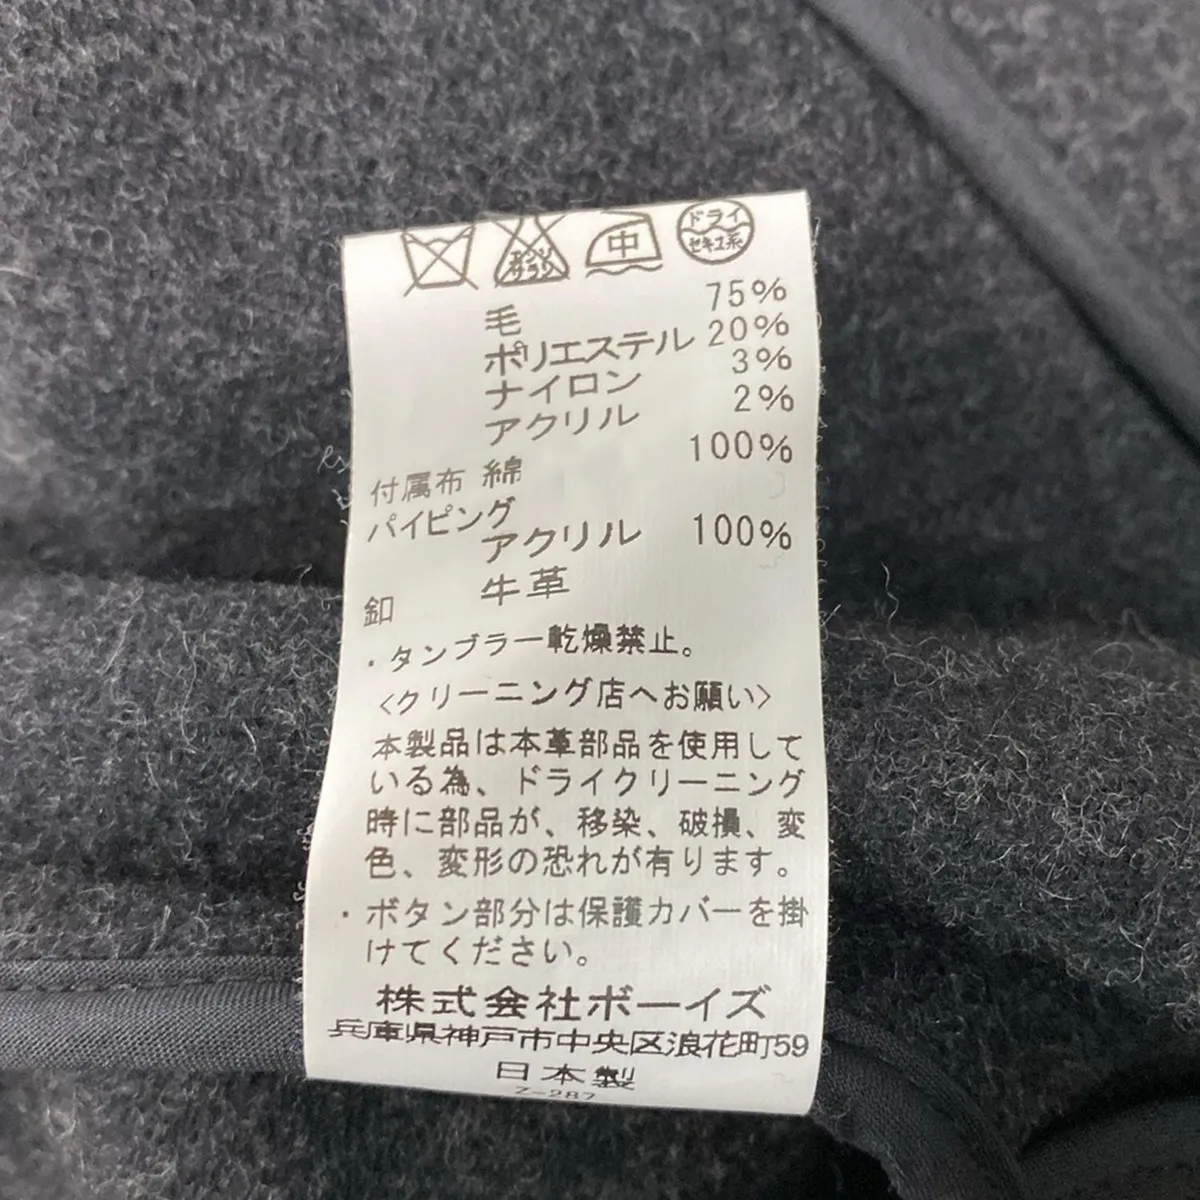 エンソサラシ 中 ドライ セキユ系
毛 75%
ポリエステル 20%
ナイロン 3%
アクリル 2%
付属布 綿 100%
パイピング
アクリル 100%
釦 牛革
・タンブラー乾燥禁止。
<クリーニング店へお願い>
本製品は本革部品を使用して
いる為、ドライクリーニング
時に部品が、移染、破損、変
色、変形の恐れが有ります。
・ボタン部分は保護カバーを掛
けてください。
株式会社ボーイズ
兵庫県神戸市中央区浪花町59
日本製
Z-287